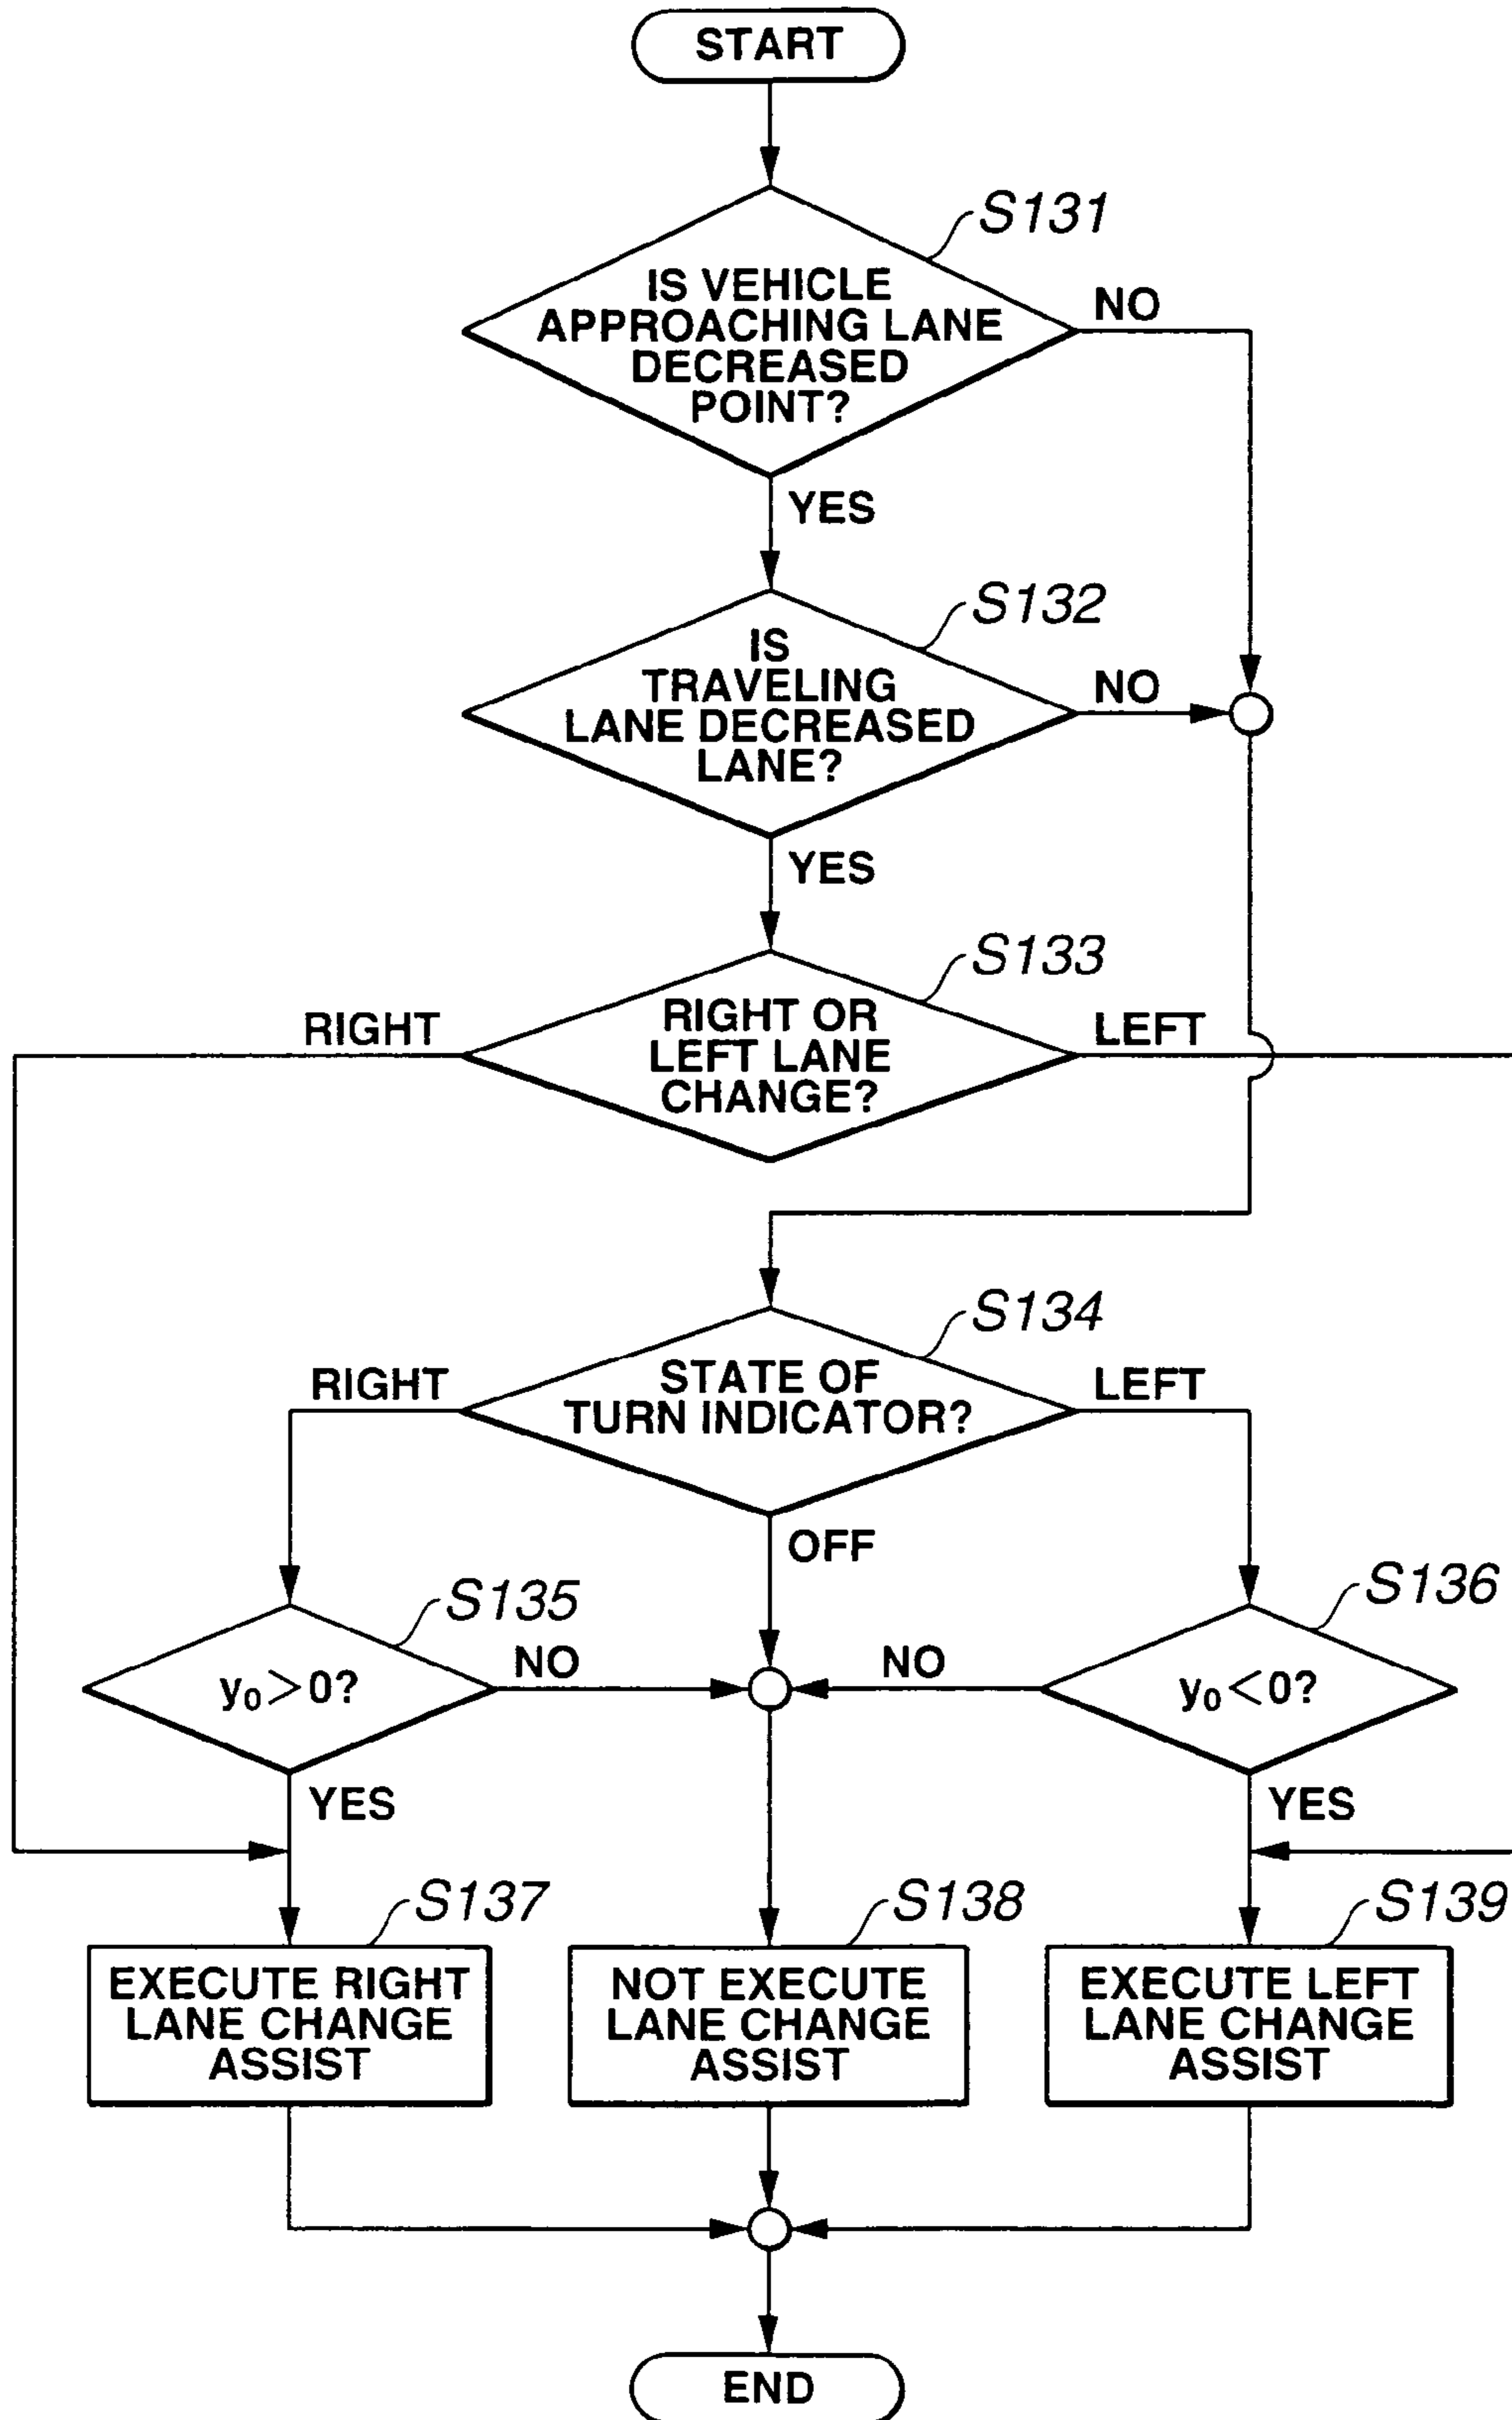 START
S131
IS VEHICLE
APPROACHING LANE
DECREASED
POINT?
NO
YES
S132
IS
TRAVELING
LANE DECREASED
LANE?
NO
YES
S133
RIGHT
RIGHT OR
LEFT LANE
CHANGE?
LEFT
S134
RIGHT
STATE OF
TURN INDICATOR?
LEFT
OFF
S135
S136
y₀>0?
NO
NO
y₀<0?
YES
YES
S137
S138
S139
EXECUTE RIGHT
LANE CHANGE
ASSIST
NOT EXECUTE
LANE CHANGE
ASSIST
EXECUTE LEFT
LANE CHANGE
ASSIST
END